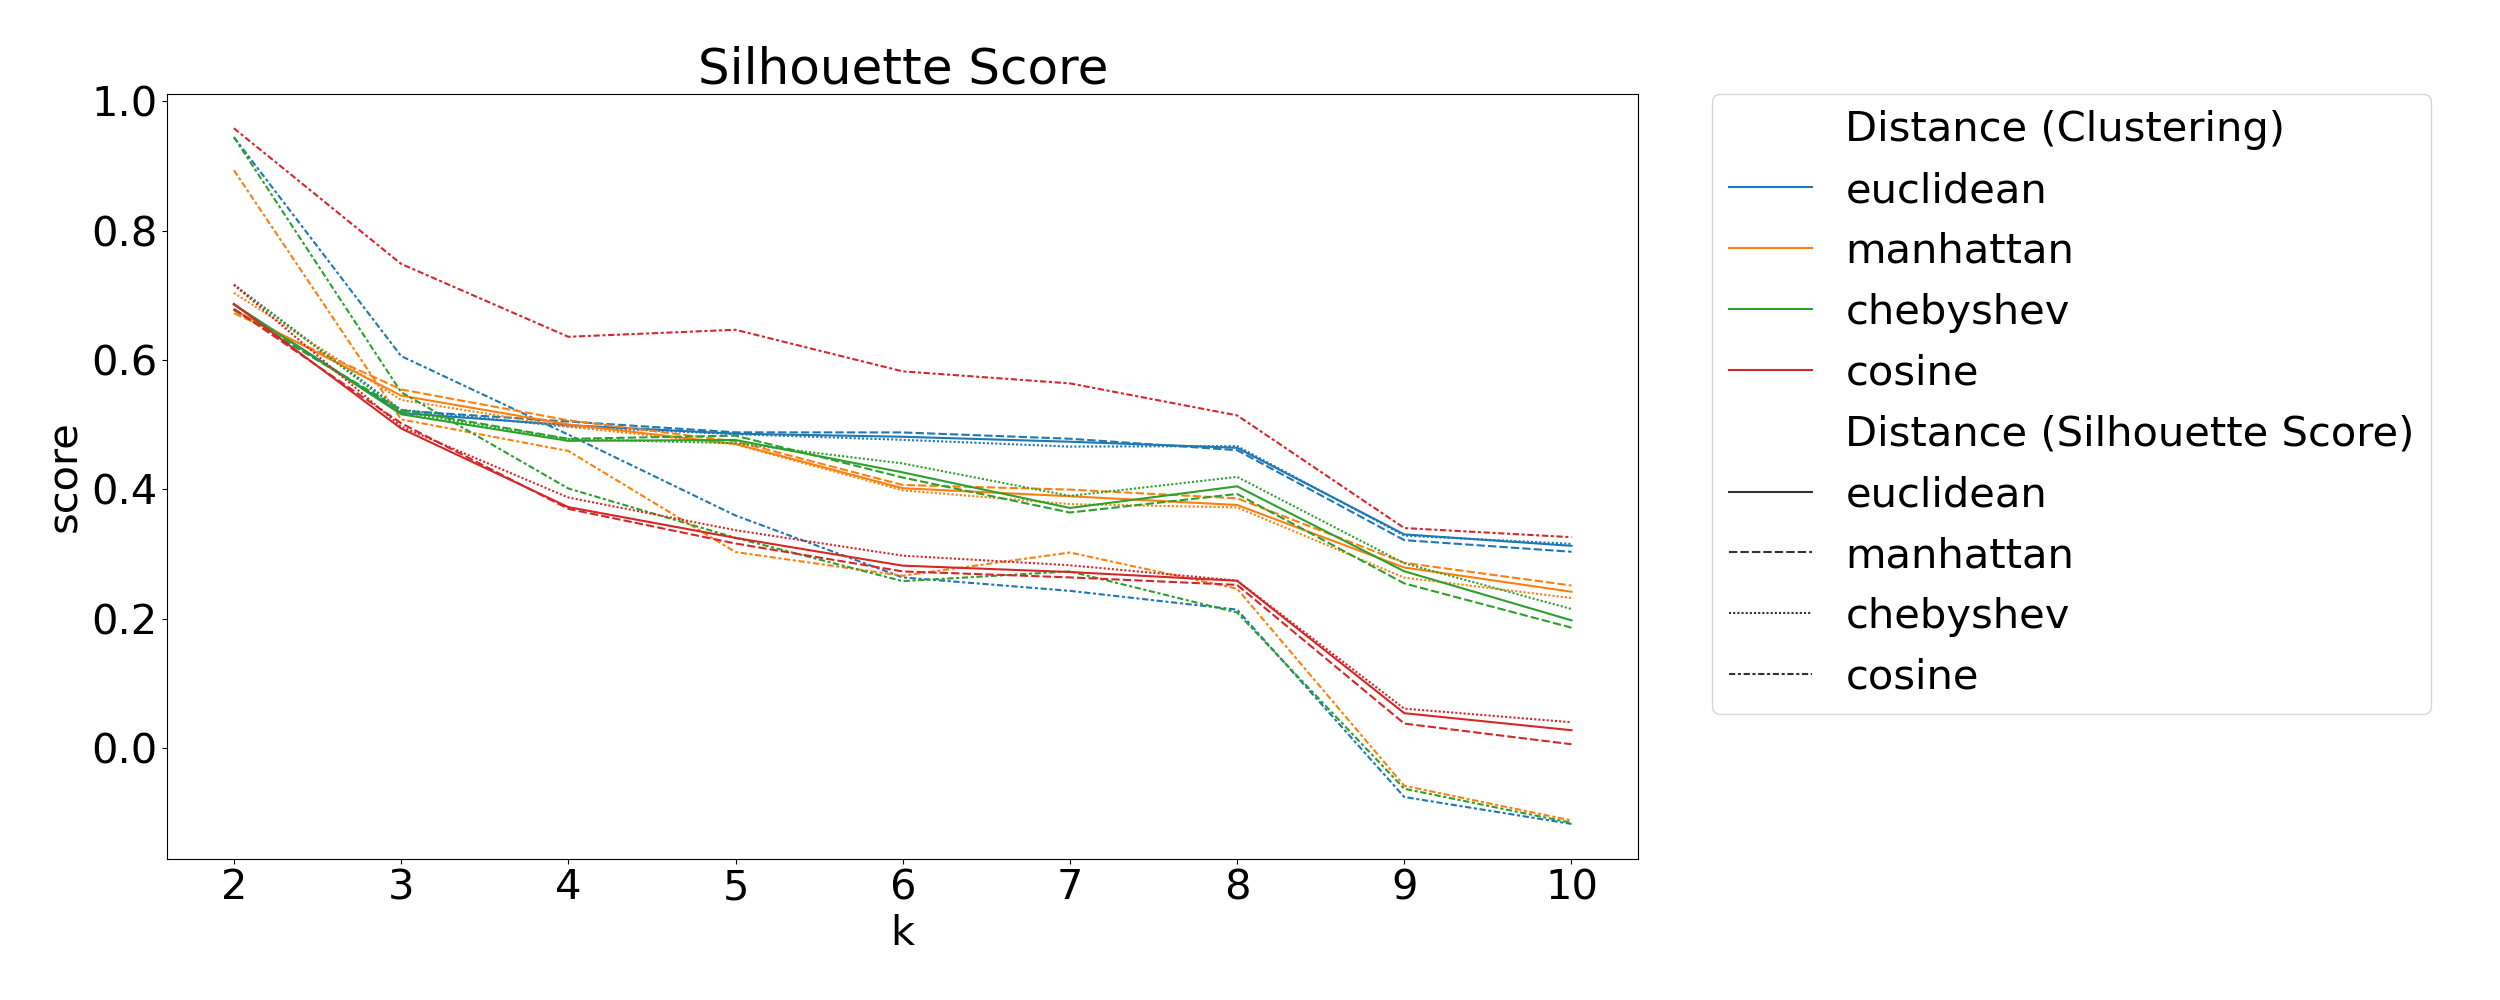 Silhouette Score
1.0
0.8
0.6
0.4
0.2
0.0
score
2 3 4 5 6 7 8 9 10
k
Distance (Clustering)
euclidean
manhattan
chebyshev
cosine
Distance (Silhouette Score)
euclidean
manhattan
chebyshev
cosine